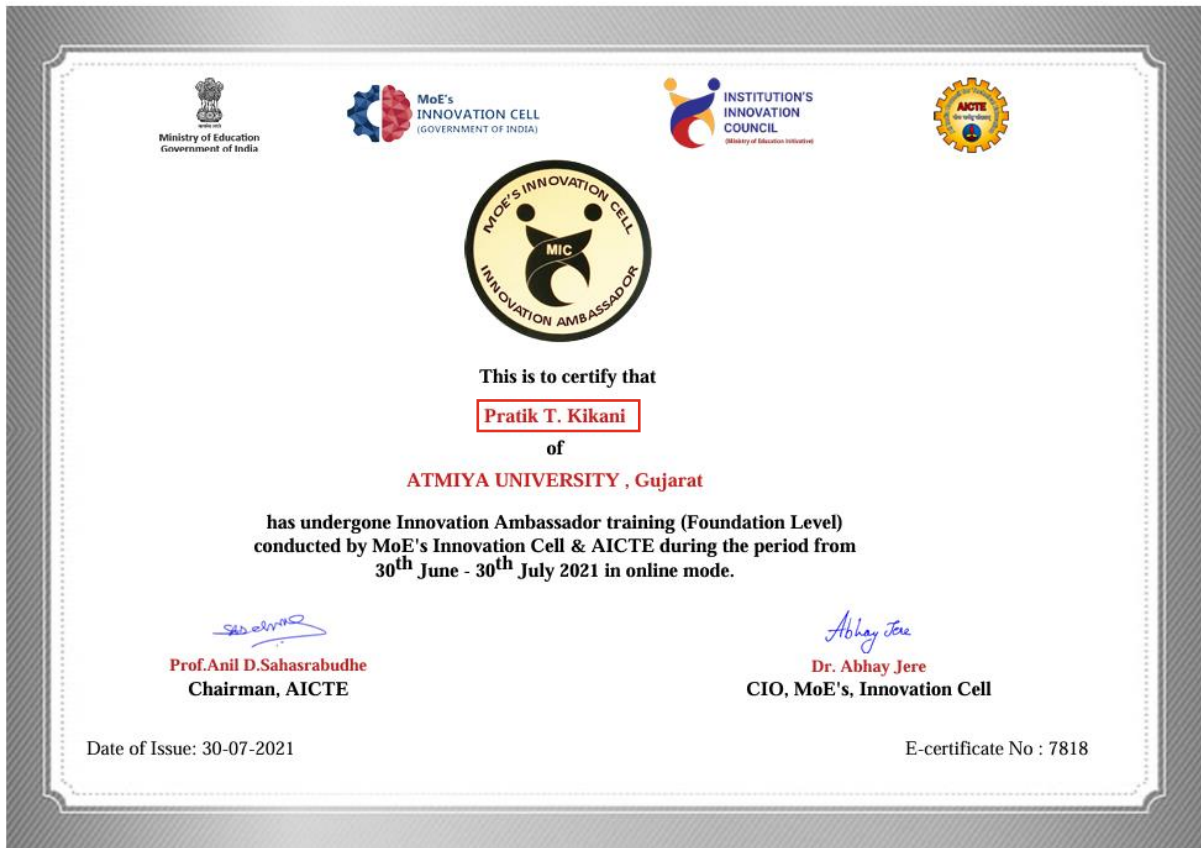 Ministry of Education
Government of India
MoE's
INNOVATION CELL
(GOVERNMENT OF INDIA)
INSTITUTION'S
INNOVATION
COUNCIL
(Ministry of Education Initiative)
AICTE
MOE'S INNOVATION CELL
MIC
INNOVATION AMBASSADOR
This is to certify that
Pratik T. Kikani
of
ATMIYA UNIVERSITY , Gujarat
has undergone Innovation Ambassador training (Foundation Level)
conducted by MoE's Innovation Cell & AICTE during the period from
30th June - 30th July 2021 in online mode.
Abhay Jere
Prof.Anil D.Sahasrabudhe
Dr. Abhay Jere
Chairman, AICTE
CIO, MoE's, Innovation Cell
Date of Issue: 30-07-2021
E-certificate No : 7818